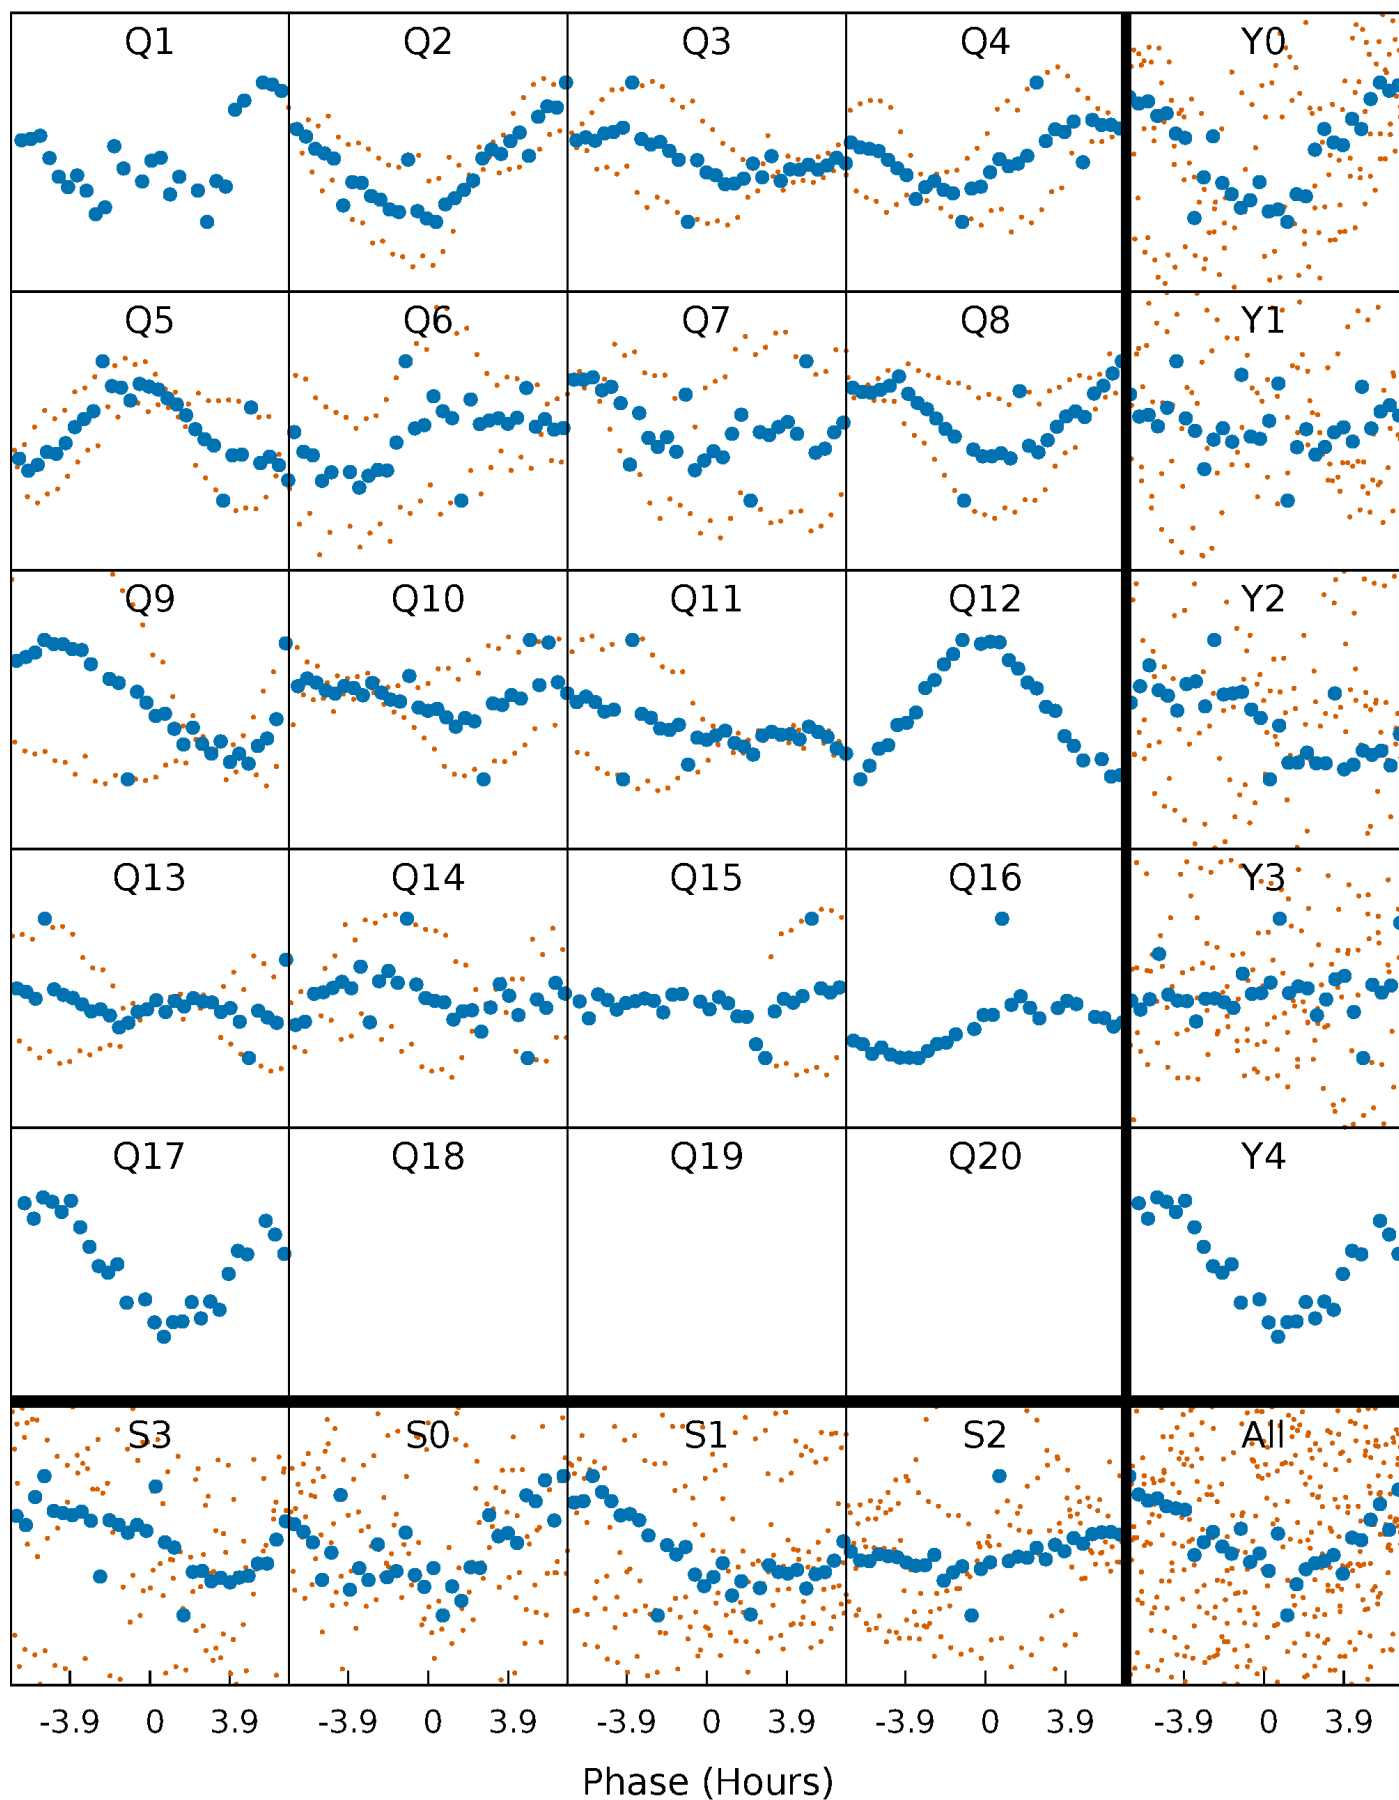 Q1 Q2 Q3 Q4 Y0
Q5 Q6 Q7 Q8 Y1
Q9 Q10 Q11 Q12 Y2
Q13 Q14 Q15 Q16 Y3
Q17 Q18 Q19 Q20 Y4
S3 S0 S1 S2 All
-3.9 0 3.9 -3.9 0 3.9 -3.9 0 3.9 -3.9 0 3.9 -3.9 0 3.9
Phase (Hours)